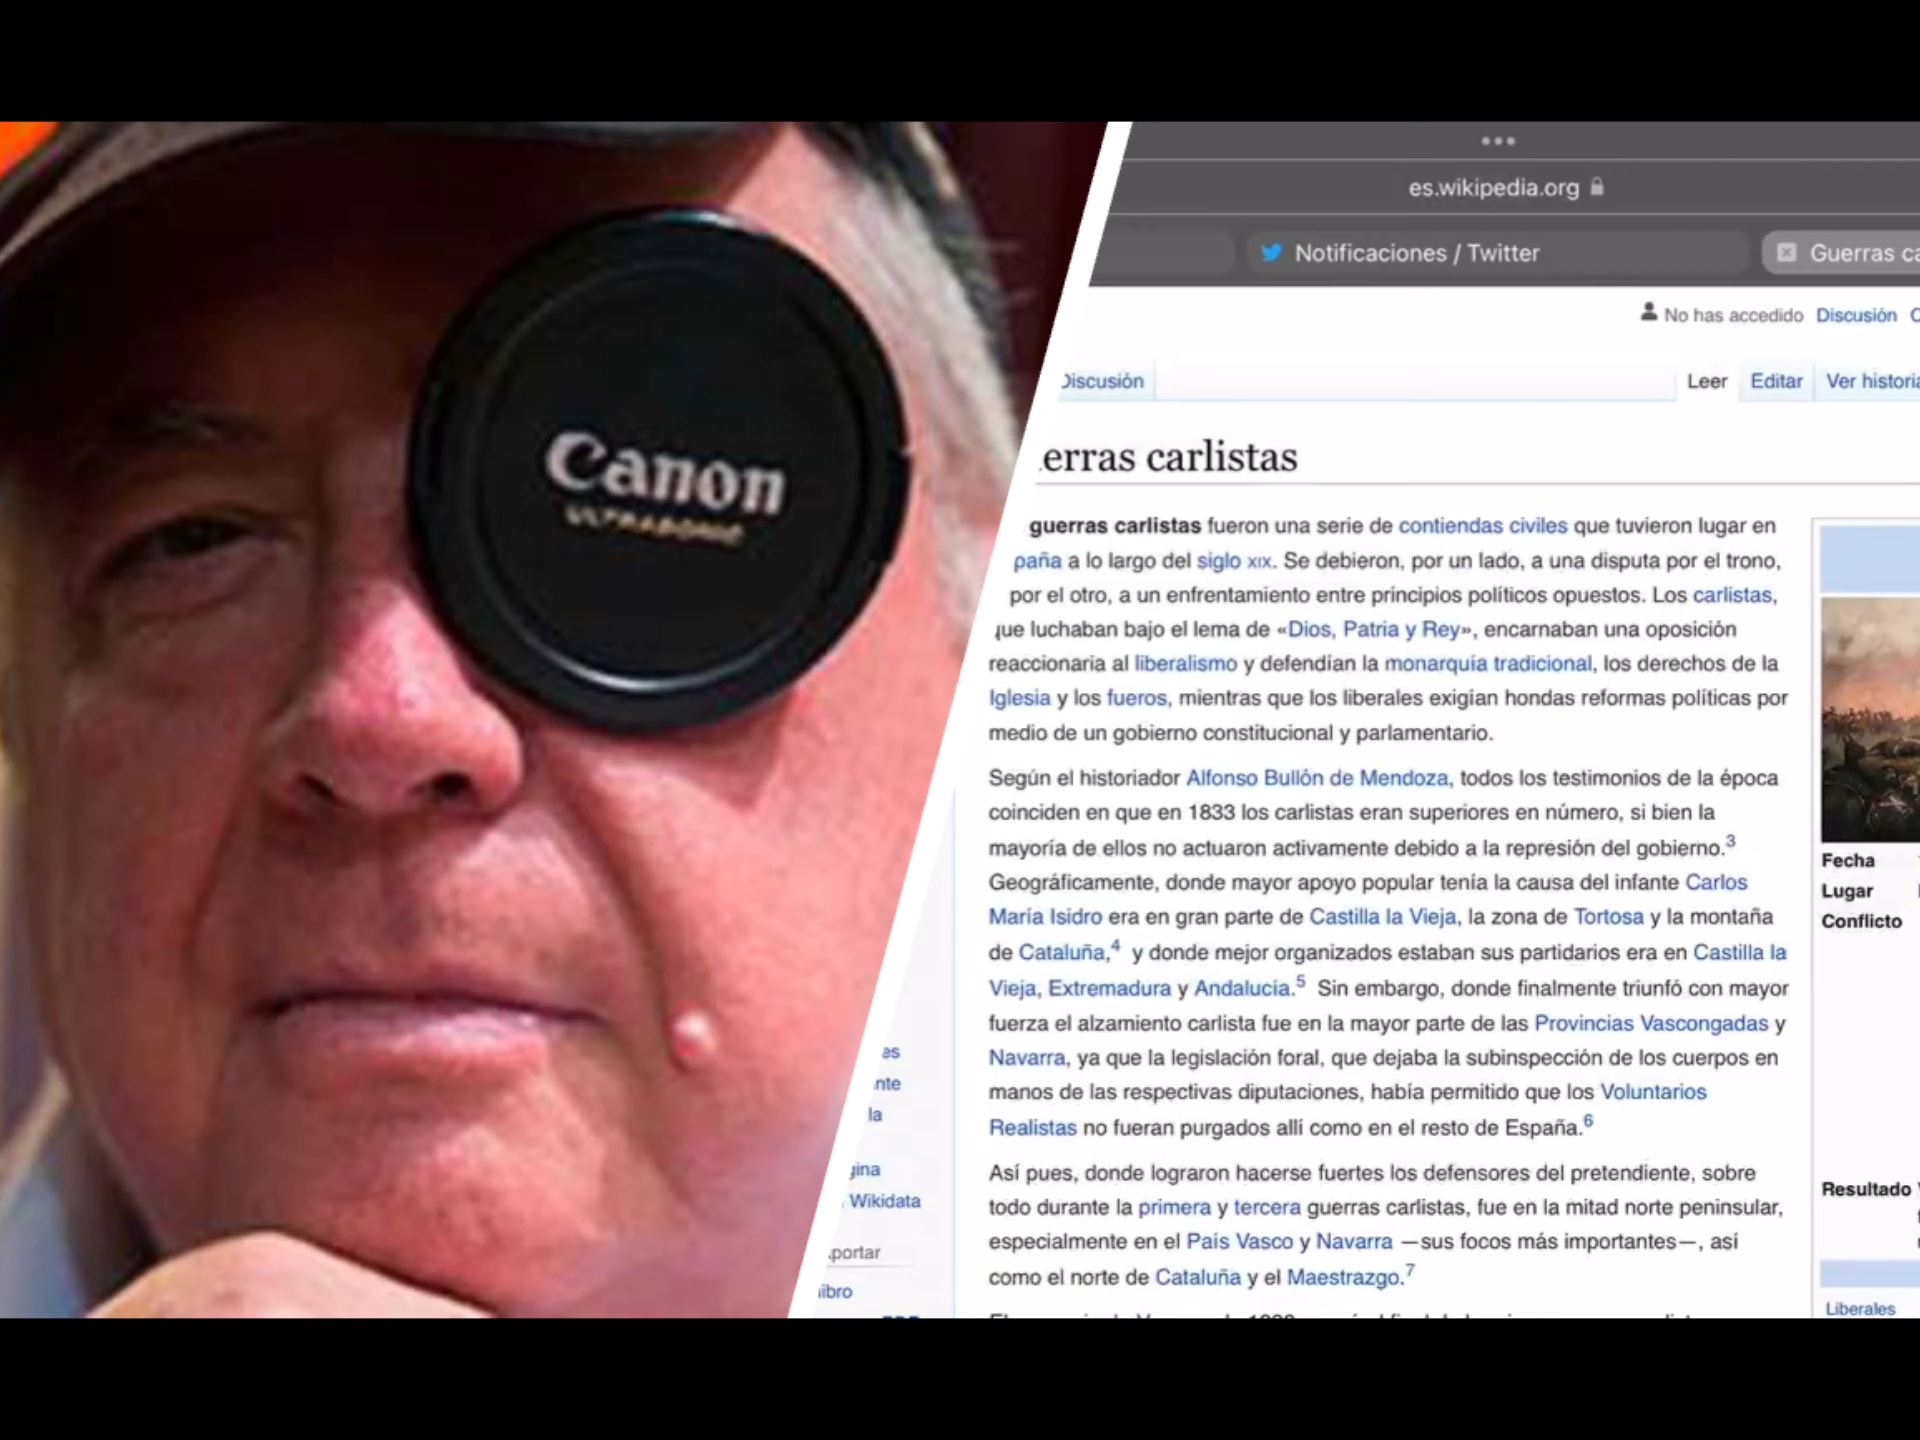 Canon
ULTRASONIC
es.wikipedia.org
Notificaciones / Twitter
Guerras ca
No has accedido Discusión C
Discusión
Leer Editar Ver historia
erras carlistas
guerras carlistas fueron una serie de contiendas civiles que tuvieron lugar en
paña a lo largo del siglo XIX. Se debieron, por un lado, a una disputa por el trono,
por el otro, a un enfrentamiento entre principios políticos opuestos. Los carlistas,
que luchaban bajo el lema de «Dios, Patria y Rey», encarnaban una oposición
reaccionaria al liberalismo y defendían la monarquía tradicional, los derechos de la
Iglesia y los fueros, mientras que los liberales exigían hondas reformas políticas por
medio de un gobierno constitucional y parlamentario.
Según el historiador Alfonso Bullón de Mendoza, todos los testimonios de la época
coinciden en que en 1833 los carlistas eran superiores en número, si bien la
mayoría de ellos no actuaron activamente debido a la represión del gobierno.3
Geográficamente, donde mayor apoyo popular tenía la causa del infante Carlos
María Isidro era en gran parte de Castilla la Vieja, la zona de Tortosa y la montaña
de Cataluña,4 y donde mejor organizados estaban sus partidarios era en Castilla la
Vieja, Extremadura y Andalucía.5 Sin embargo, donde finalmente triunfó con mayor
fuerza el alzamiento carlista fue en la mayor parte de las Provincias Vascongadas y
Navarra, ya que la legislación foral, que dejaba la subinspección de los cuerpos en
manos de las respectivas diputaciones, había permitido que los Voluntarios
Realistas no fueran purgados allí como en el resto de España.6
Así pues, donde lograron hacerse fuertes los defensores del pretendiente, sobre
todo durante la primera y tercera guerras carlistas, fue en la mitad norte peninsular,
especialmente en el País Vasco y Navarra —sus focos más importantes—, así
como el norte de Cataluña y el Maestrazgo.7
Fecha
Lugar
Conflicto
Resultado
Liberales
es
nte
la
gina
Wikidata
portar
libro